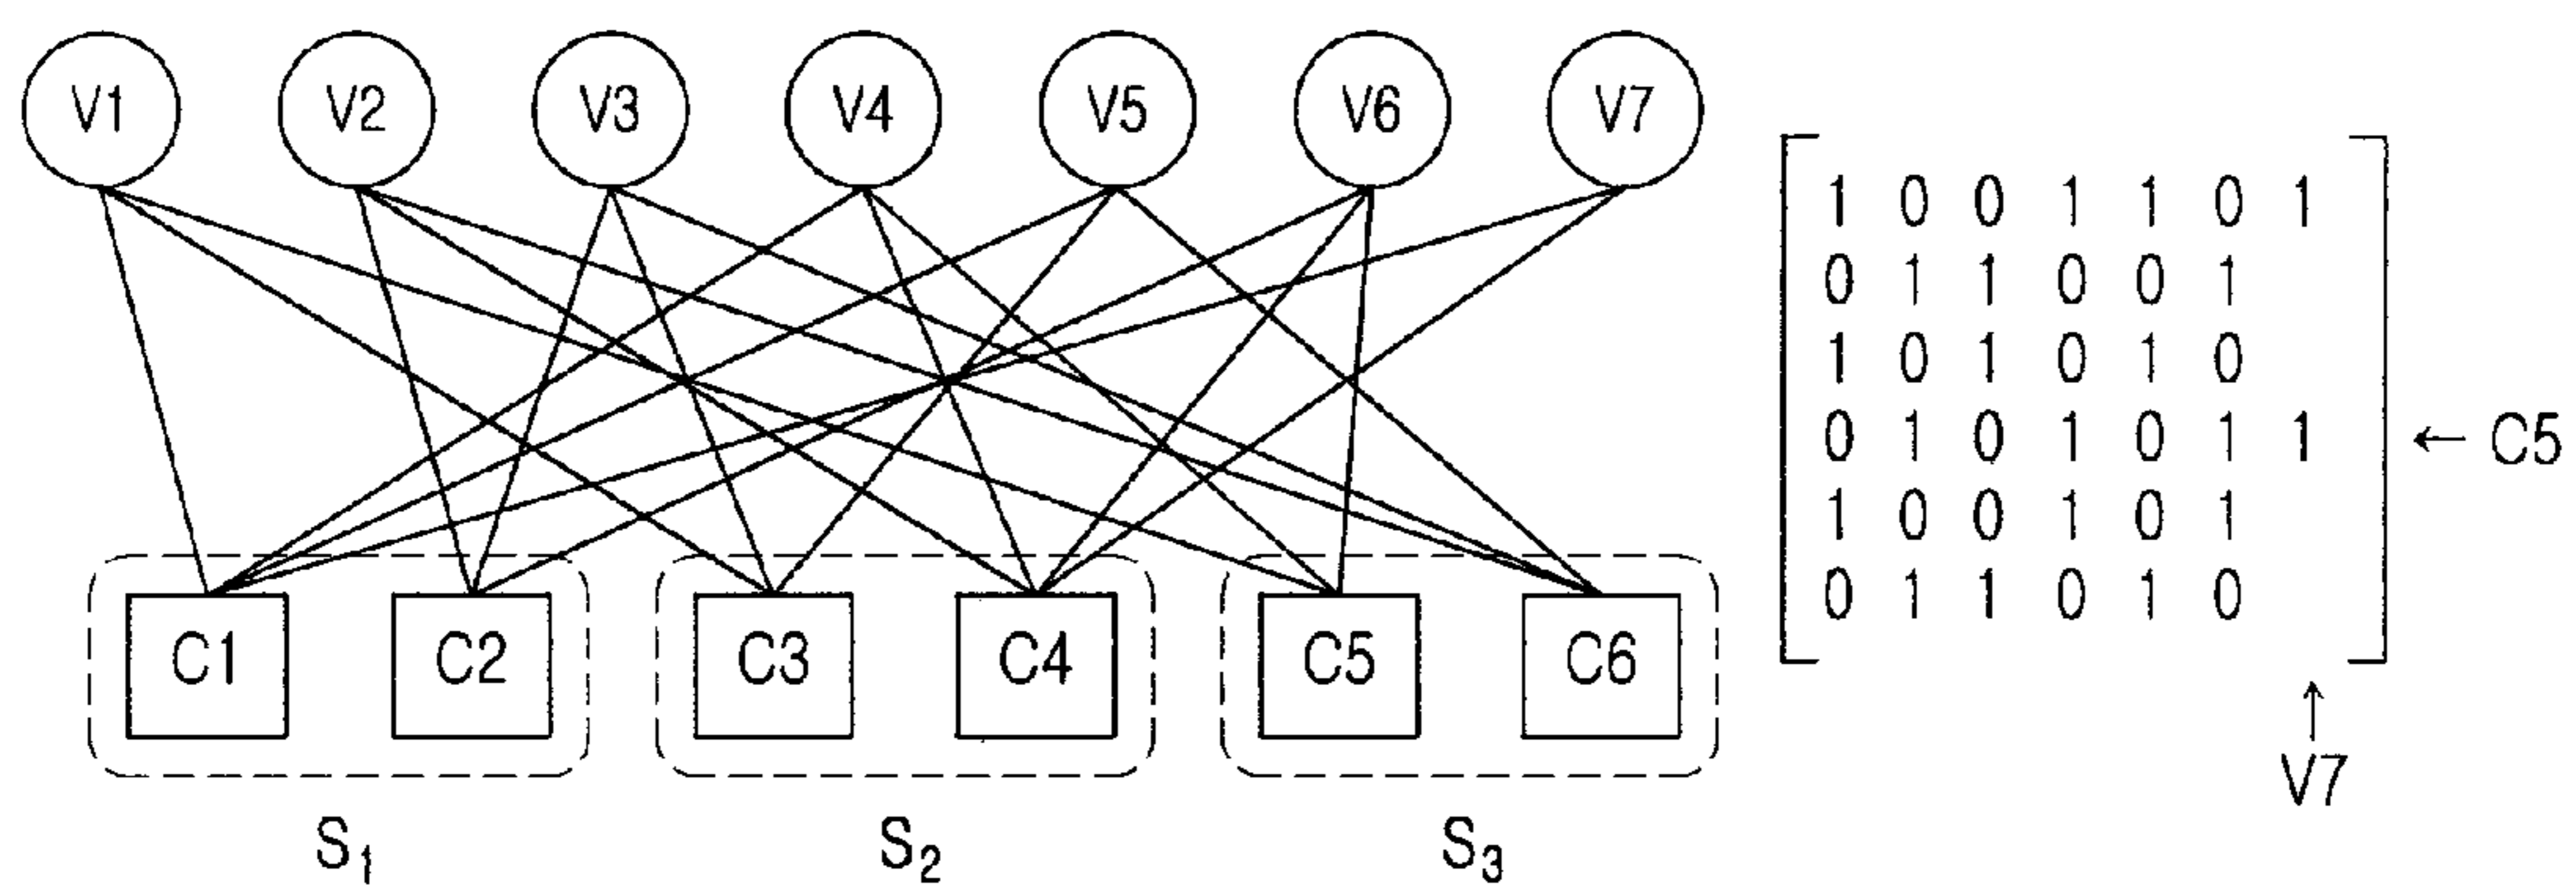 V1 V2 V3 V4 V5 V6 V7
1 0 0 1 1 0 1
0 1 1 0 0 1
1 0 1 0 1 0
0 1 0 1 0 1 1 ← C5
1 0 0 1 0 1
0 1 1 0 1 0
↑
V7
C1 C2 C3 C4 C5 C6
S₁ S₂ S₃